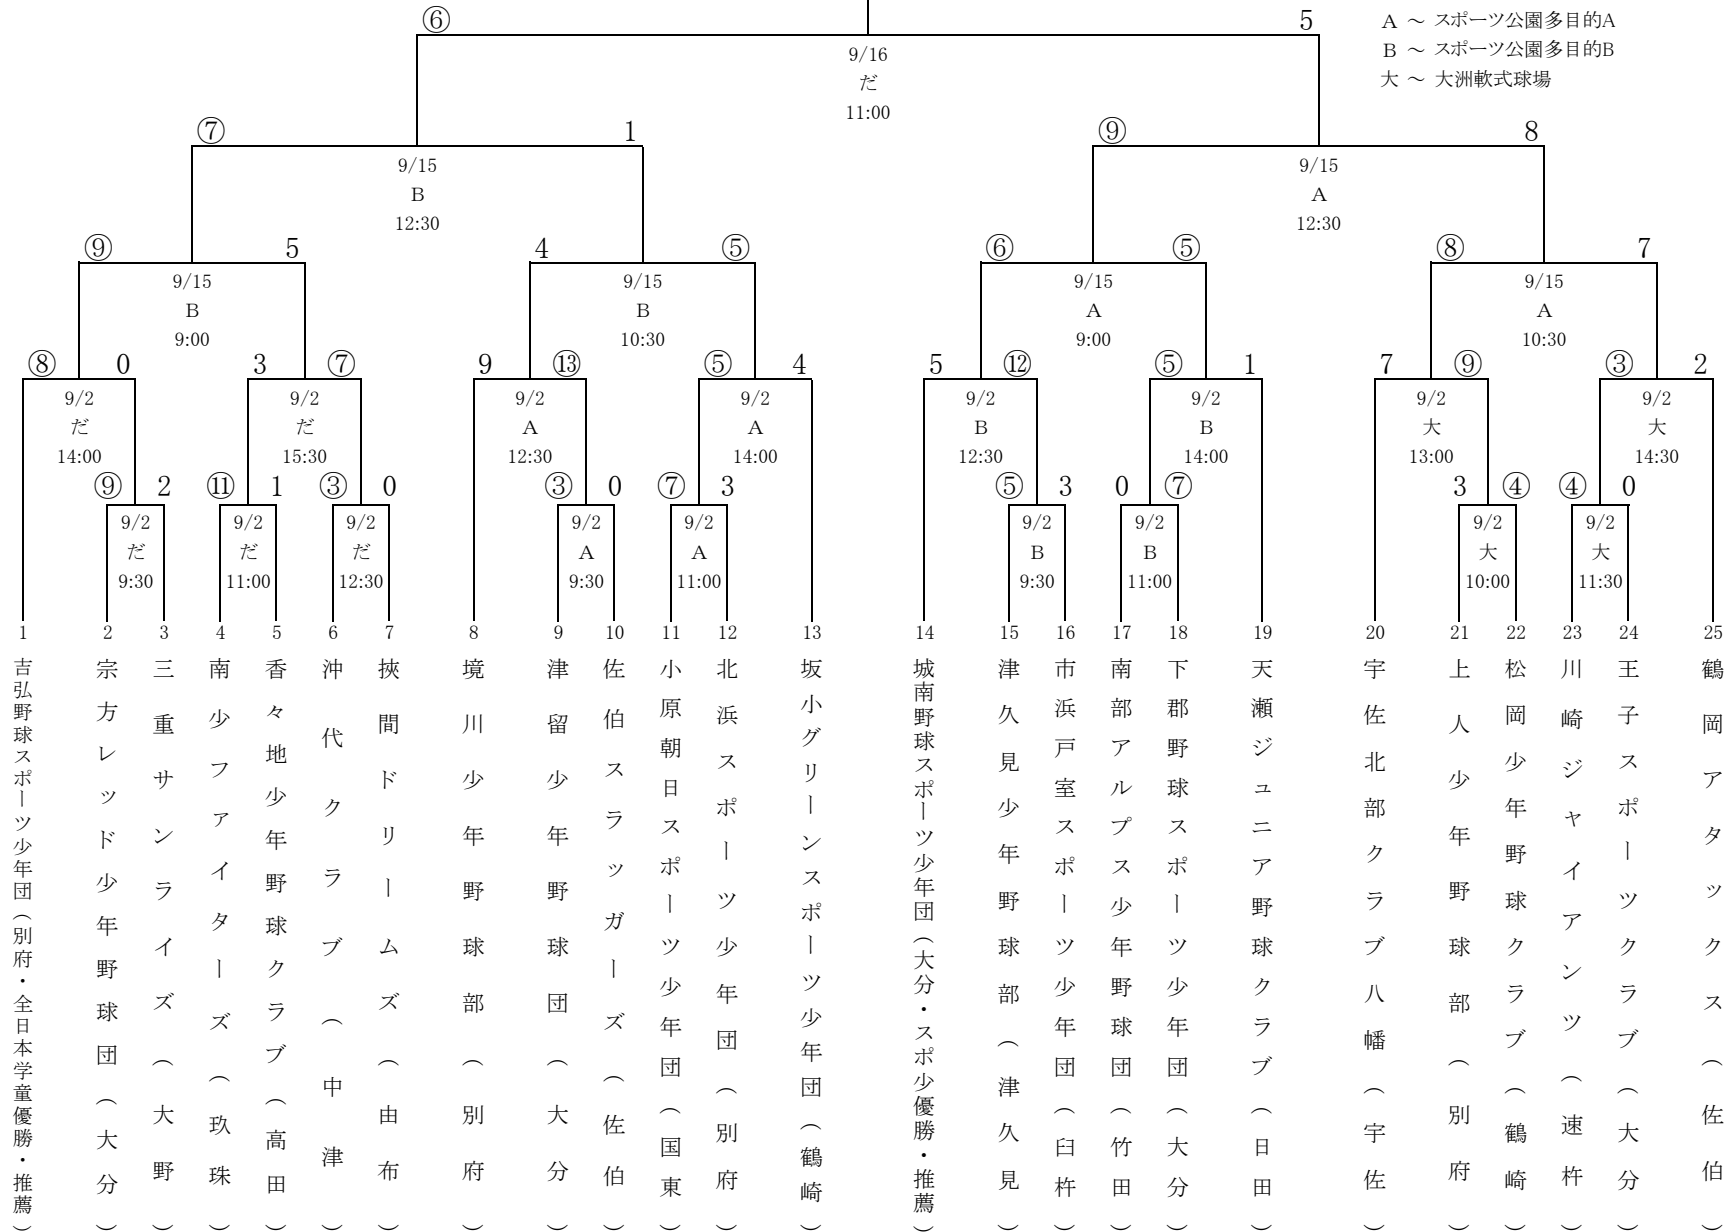 ⑥ 5
A ～ スポーツ公園多目的A
B ～ スポーツ公園多目的B
大 ～ 大洲軟式球場
9/16
だ
11:00
⑦ 1 ⑨ 8
9/15 9/15
B A
12:30 12:30
⑨ 5 4 ⑤ ⑥ ⑤ ⑧ 7
9/15 9/15 9/15 9/15
B B A A
9:00 10:30 9:00 10:30
⑧ 0 3 ⑦ 9 ⑬ ⑤ 4 5 ⑫ ⑤ 1 7 ⑨ ③ 2
9/2 9/2 9/2 9/2 9/2 9/2 9/2 9/2
だ だ A A B B 大 大
14:00 15:30 12:30 14:00 12:30 14:00 13:00 14:30
⑨ 2 ⑪ 1 ③ 0 ③ 0 ⑦ 3 ⑤ 3 0 ⑦ 3 ④ ④ 0
9/2 9/2 9/2 9/2 9/2 9/2 9/2 9/2 9/2
だ だ だ A A B B 大 大
9:30 11:00 12:30 9:30 11:00 9:30 11:00 10:00 11:30
1 2 3 4 5 6 7 8 9 10 11 12 13 14 15 16 17 18 19 20 21 22 23 24 25
吉弘野球スポーツ少年団（別府・全日本学童優勝・推薦）
宗方レッド少年野球団（大分）
三重サンライズ（大野）
南少ファイターズ（玖珠）
香々地少年野球クラブ（高田）
沖代クラブ（中津）
挾間ドリームズ（由布）
境川少年野球部（別府）
津留少年野球団（大分）
佐伯スラッガーズ（佐伯）
小原朝日スポーツ少年団（国東）
北浜スポーツ少年団（別府）
坂小グリーンスポーツ少年団（鶴崎）
城南野球スポーツ少年団（大分・スポ少優勝・推薦）
津久見少年野球部（津久見）
市浜戸室スポーツ少年団（臼杵）
南部アルプス少年野球団（竹田）
下郡野球スポーツ少年団（大分）
天瀬ジュニア野球クラブ（日田）
宇佐北部クラブ八幡（宇佐）
上人少年野球部（別府）
松岡少年野球クラブ（鶴崎）
川崎ジャイアンツ（速杵）
王子スポーツクラブ（大分）
鶴岡アタックス（佐伯）